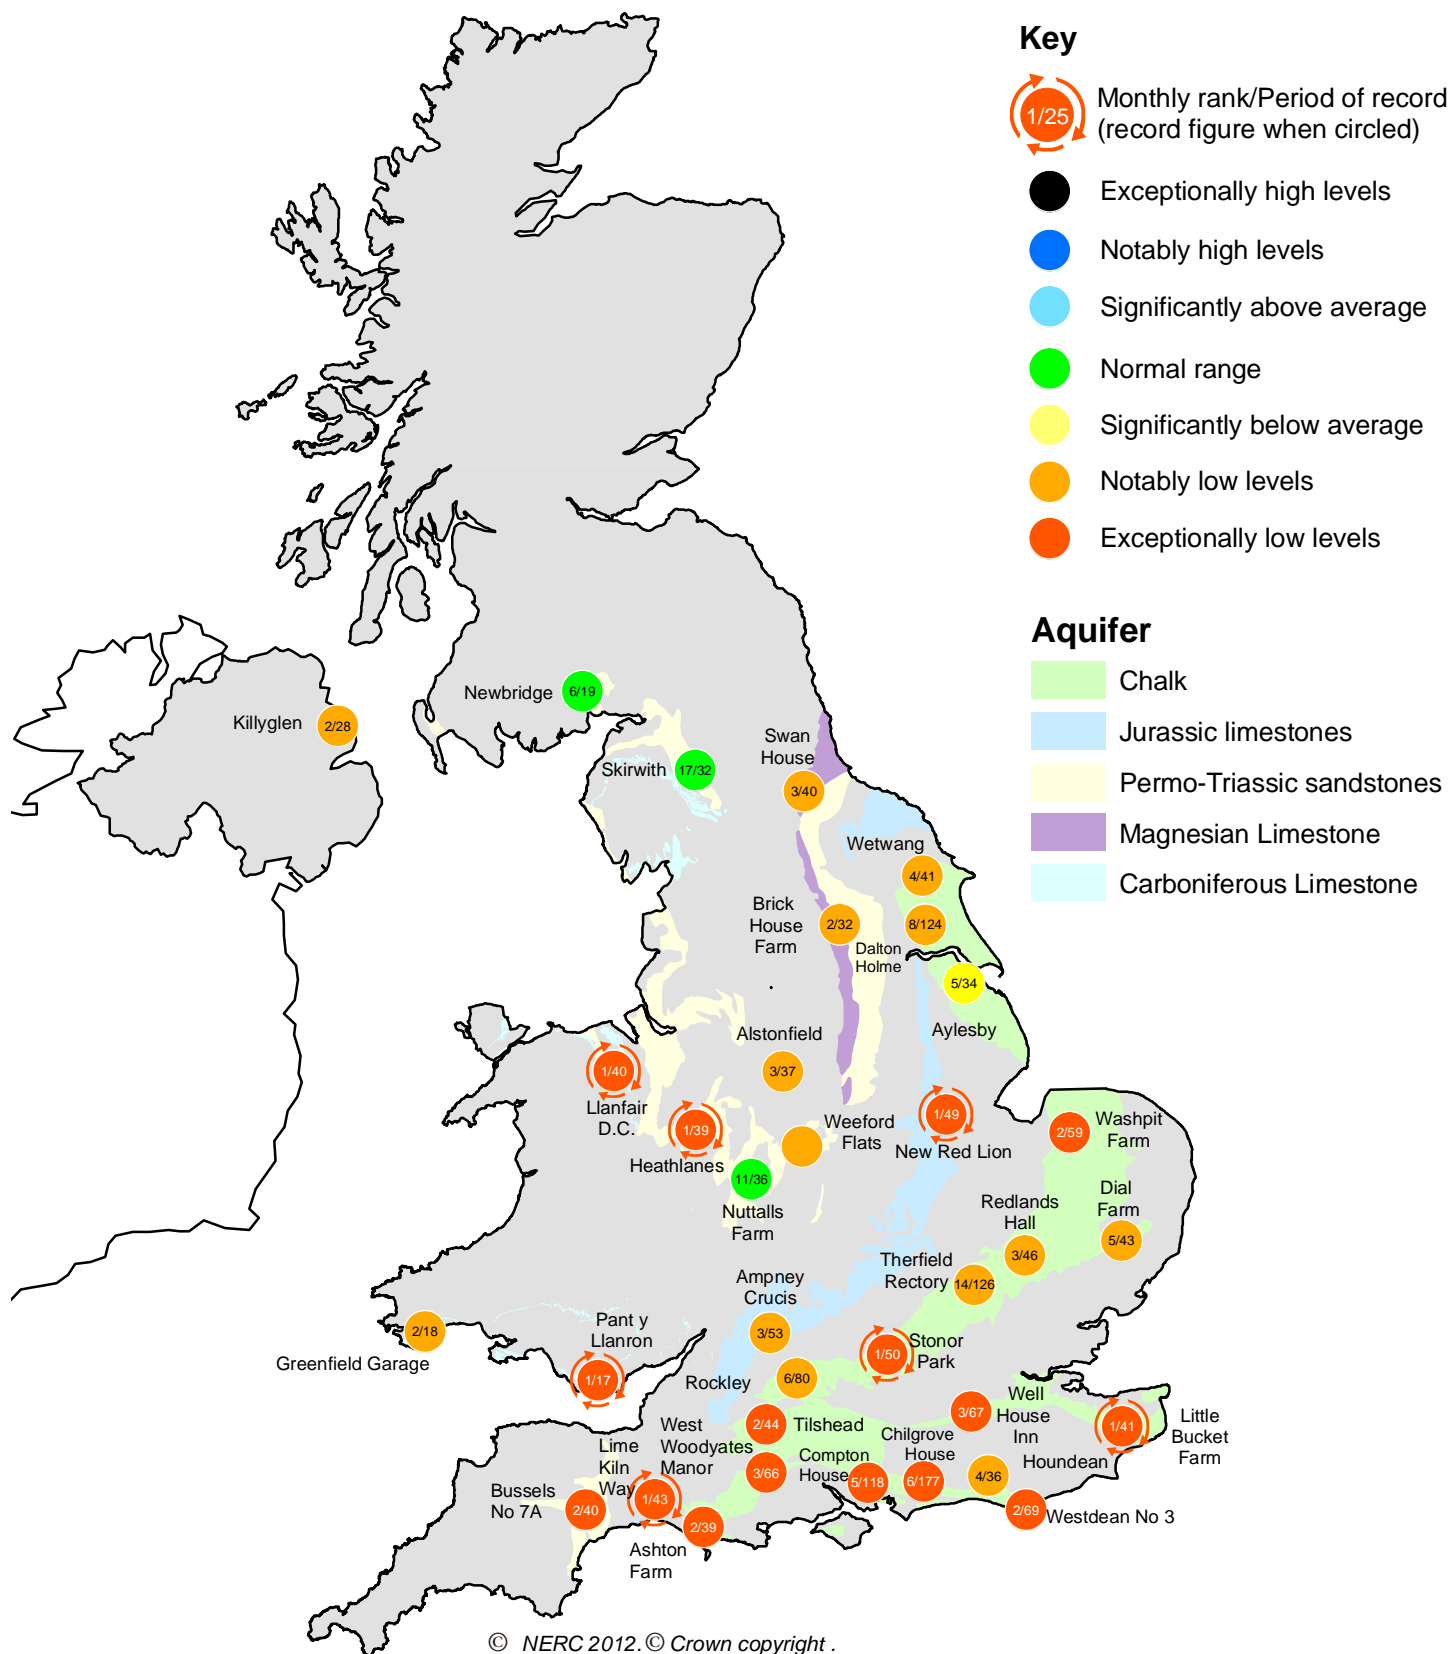 Key
1/25
Monthly rank/Period of record
(record figure when circled)
Exceptionally high levels
Notably high levels
Significantly above average
Normal range
Significantly below average
Notably low levels
Exceptionally low levels
Aquifer
Chalk
Jurassic limestones
Permo-Triassic sandstones
Magnesian Limestone
Carboniferous Limestone
Newbridge
6/19
Killyglen
2/28
Skirwith
17/32
Swan
House
3/40
Wetwang
4/41
Brick
House
Farm
2/32
8/124
Dalton
Holme
5/34
Aylesby
Alstonfield
3/37
1/40
Llanfair
D.C.
1/39
Heathlanes
Weeford
Flats
11/36
Nuttalls
Farm
1/49
New Red Lion
2/59
Washpit
Farm
Dial
Farm
5/43
Redlands
Hall
3/46
Therfield
Rectory
14/126
Ampney
Crucis
3/53
2/18
Greenfield Garage
Pant y
Llanron
1/17
1/50
Stonor
Park
Rockley
6/80
2/44
Tilshead
3/67
Well
House
Inn
1/41
Little
Bucket
Farm
West
Woodyates
Manor
3/66
Compton
House
5/118
Chilgrove
House
6/177
4/36
Houndean
2/69
Westdean No 3
Lime
Kiln
Way
1/43
Bussels
No 7A
2/40
2/39
Ashton
Farm
© NERC 2012. © Crown copyright .